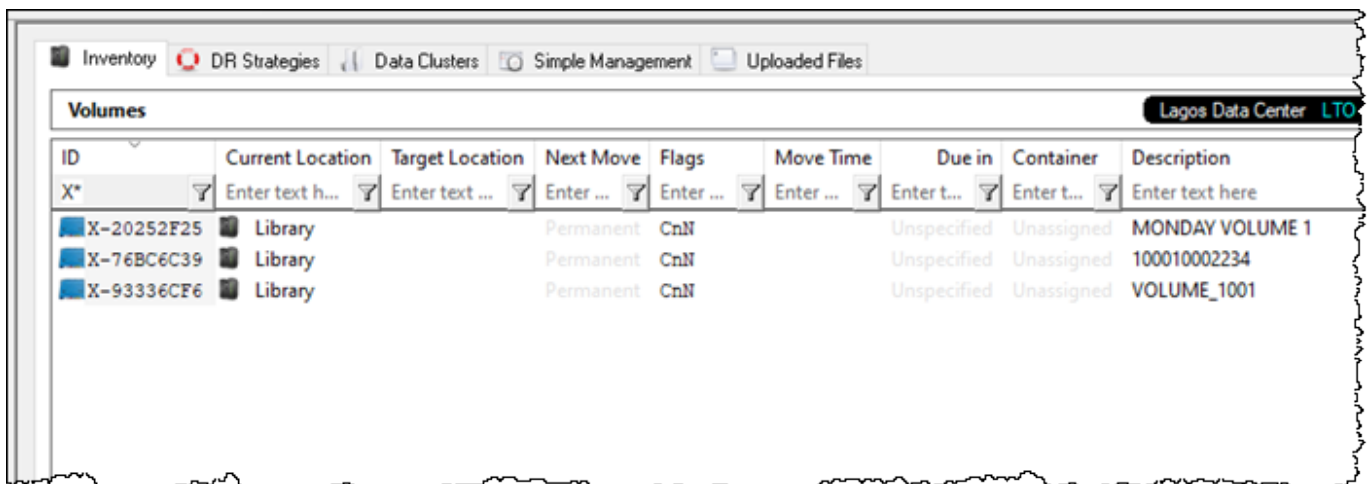 Inventory DR Strategies Data Clusters Simple Management Uploaded Files
Volumes Lagos Data Center LTO
ID Current Location Target Location Next Move Flags Move Time Due in Container Description
X* Enter text h... Enter text ... Enter ... Enter ... Enter ... Enter t... Enter t... Enter text here
X-20252F25 Library Permanent CnN Unspecified Unassigned MONDAY VOLUME 1
X-76BC6C39 Library Permanent CnN Unspecified Unassigned 100010002234
X-93336CF6 Library Permanent CnN Unspecified Unassigned VOLUME_1001